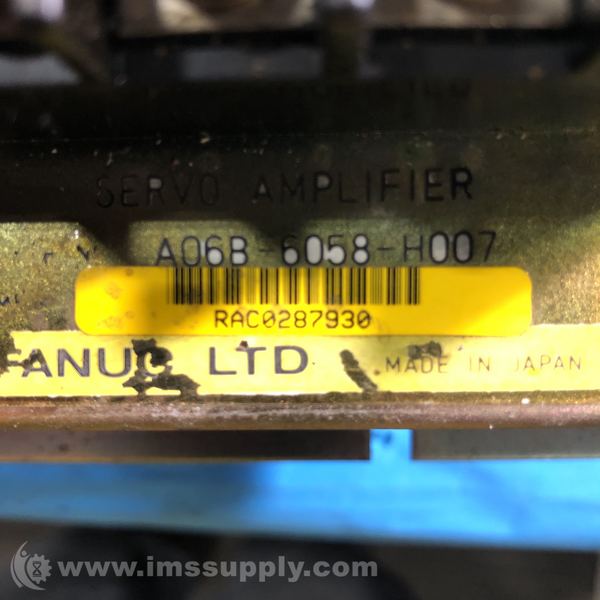 SERVO AMPLIFIER
A06B-6058-H007
RAC0287930
FANUC LTD MADE IN JAPAN
www.imssupply.com